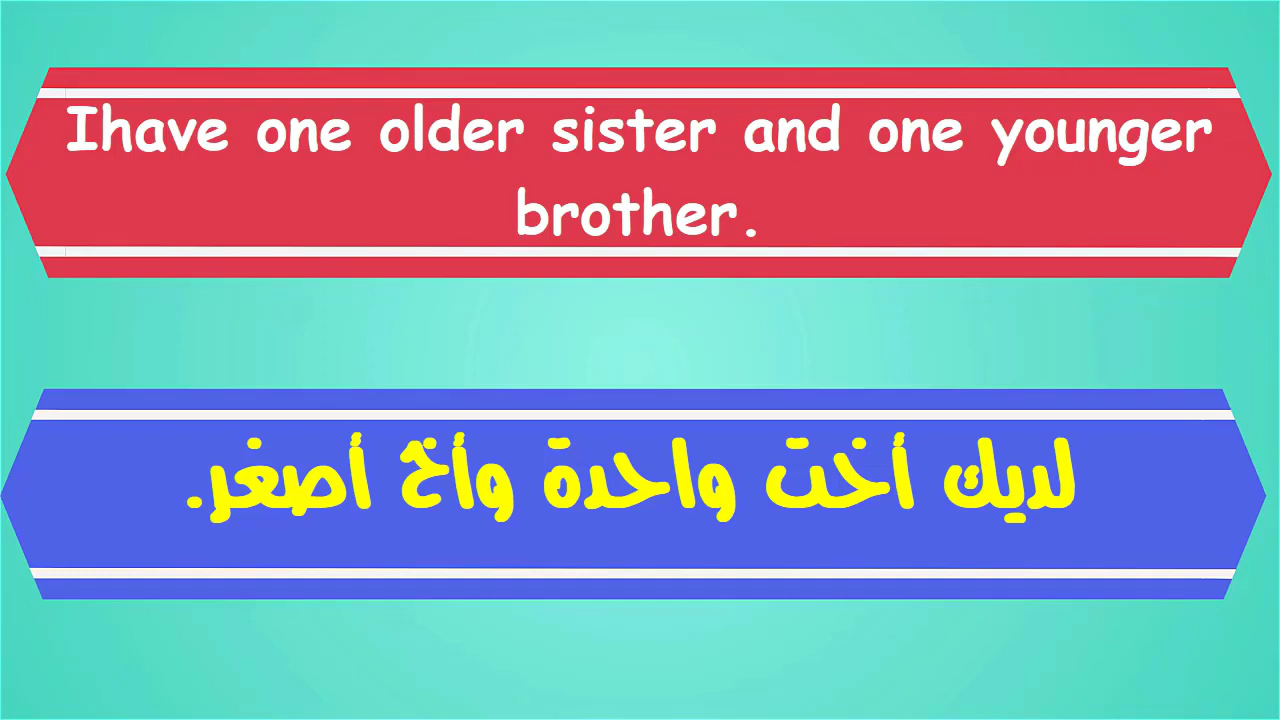 Ihave one older sister and one younger
brother.
لديك أخت واحدة وأخ أصغر.